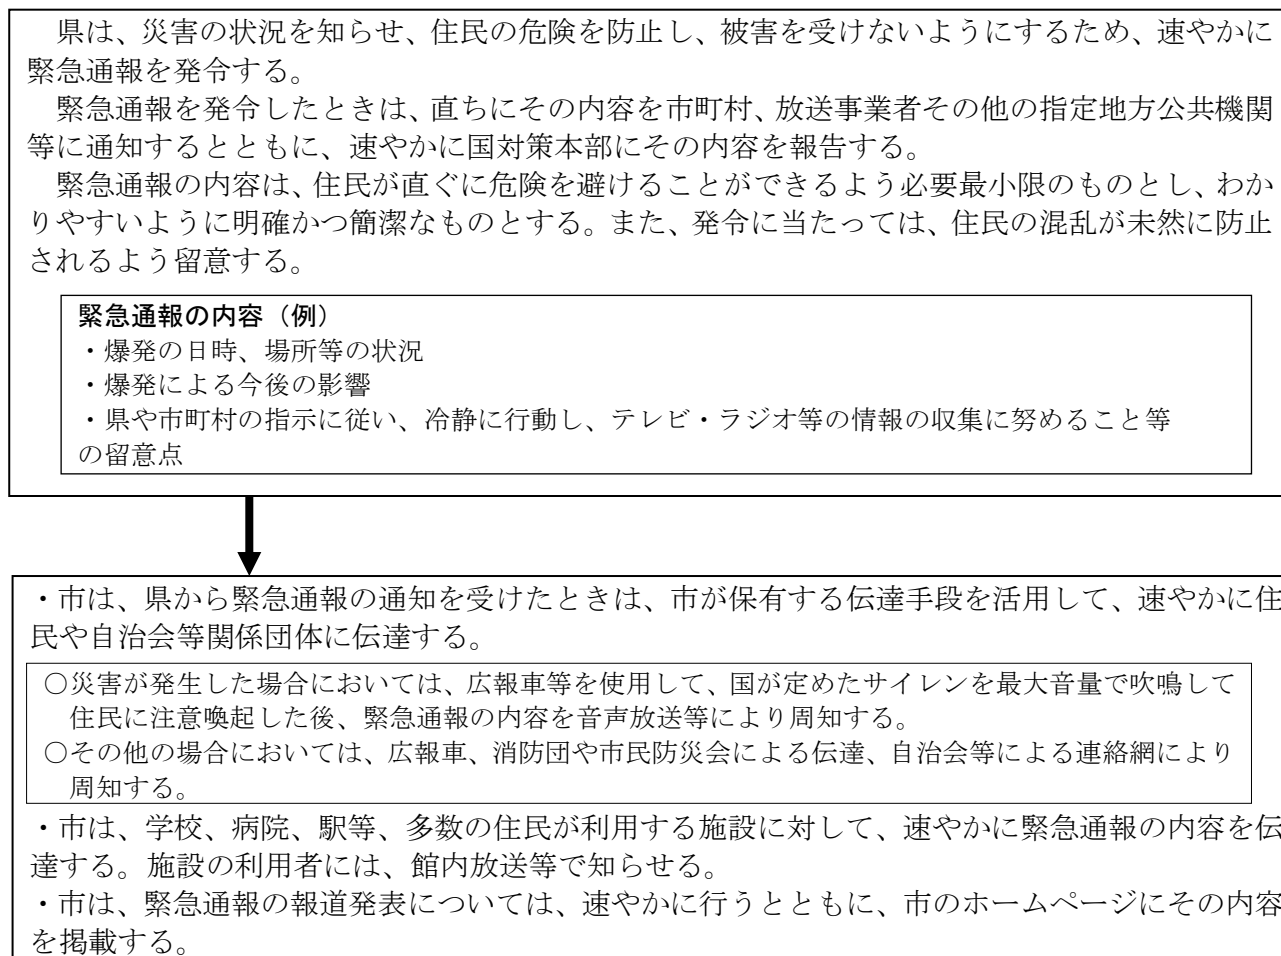 県は、災害の状況を知らせ、住民の危険を防止し、被害を受けないようにするため、速やかに
緊急通報を発令する。
緊急通報を発令したときは、直ちにその内容を市町村、放送事業者その他の指定地方公共機関
等に通知するとともに、速やかに国対策本部にその内容を報告する。
緊急通報の内容は、住民が直ぐに危険を避けることができるよう必要最小限のものとし、わか
りやすいように明確かつ簡潔なものとする。また、発令に当たっては、住民の混乱が未然に防止
されるよう留意する。
緊急通報の内容（例）
・爆発の日時、場所等の状況
・爆発による今後の影響
・県や市町村の指示に従い、冷静に行動し、テレビ・ラジオ等の情報の収集に努めること等
の留意点
・市は、県から緊急通報の通知を受けたときは、市が保有する伝達手段を活用して、速やかに住
民や自治会等関係団体に伝達する。
○災害が発生した場合においては、広報車等を使用して、国が定めたサイレンを最大音量で吹鳴して
住民に注意喚起した後、緊急通報の内容を音声放送等により周知する。
○その他の場合においては、広報車、消防団や市民防災会による伝達、自治会等による連絡網により
周知する。
・市は、学校、病院、駅等、多数の住民が利用する施設に対して、速やかに緊急通報の内容を伝
達する。施設の利用者には、館内放送等で知らせる。
・市は、緊急通報の報道発表については、速やかに行うとともに、市のホームページにその内容
を掲載する。